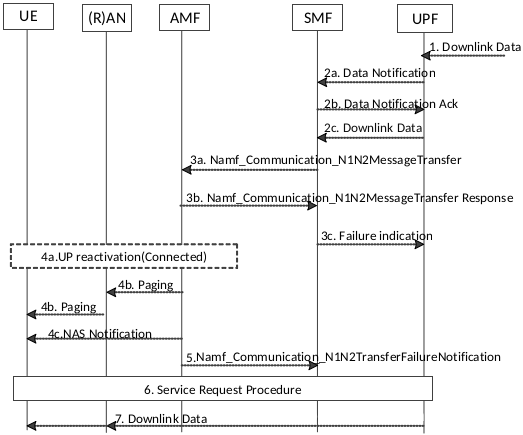 UE
(R)AN
AMF
SMF
UPF
1. Downlink Data
2a. Data Notification
2b. Data Notification Ack
2c. Downlink Data
3a. Namf_Communication_N1N2MessageTransfer
3b. Namf_Communication_N1N2MessageTransfer Response
3c. Failure indication
4a.UP reactivation(Connected)
4b. Paging
4b. Paging
4c.NAS Notification
5.Namf_Communication_N1N2TransferFailureNotification
6. Service Request Procedure
7. Downlink Data